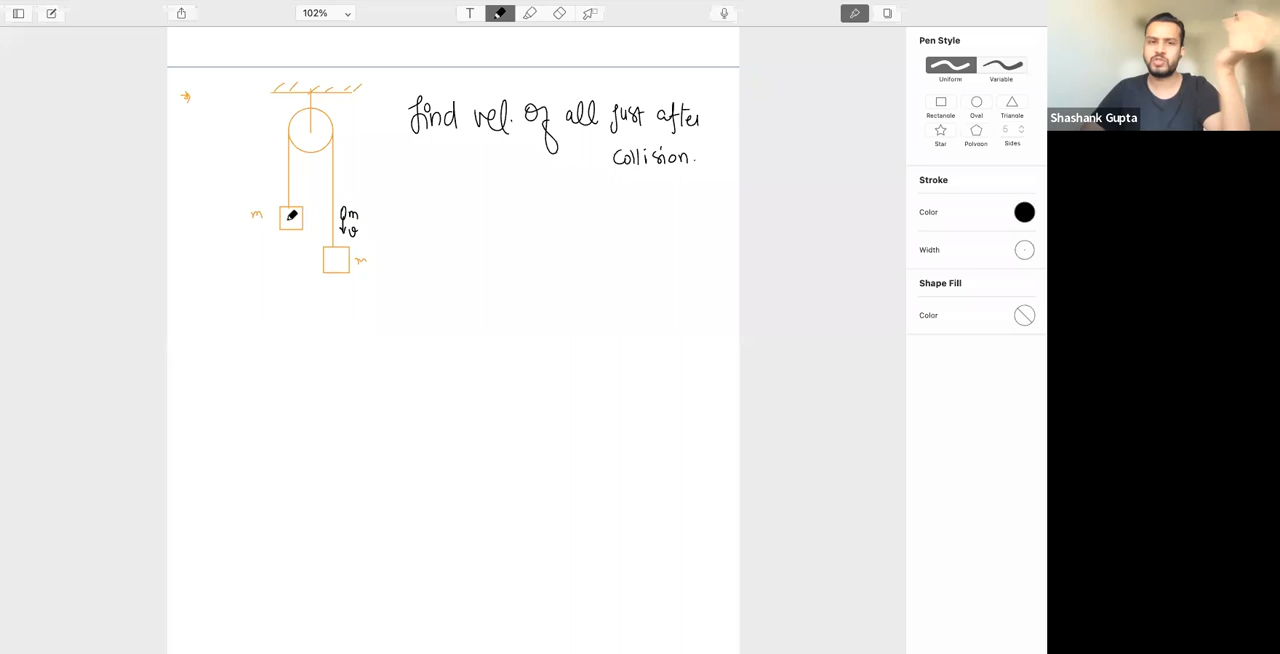 102%
T
Pen Style
Uniform
Variable
Rectangle
Oval
Triangle
Star
Polygon
5
Sides
Stroke
Color
Width
Shape Fill
Color
Shashank Gupta
find vel. of all just after
collision.
m
m
v
m